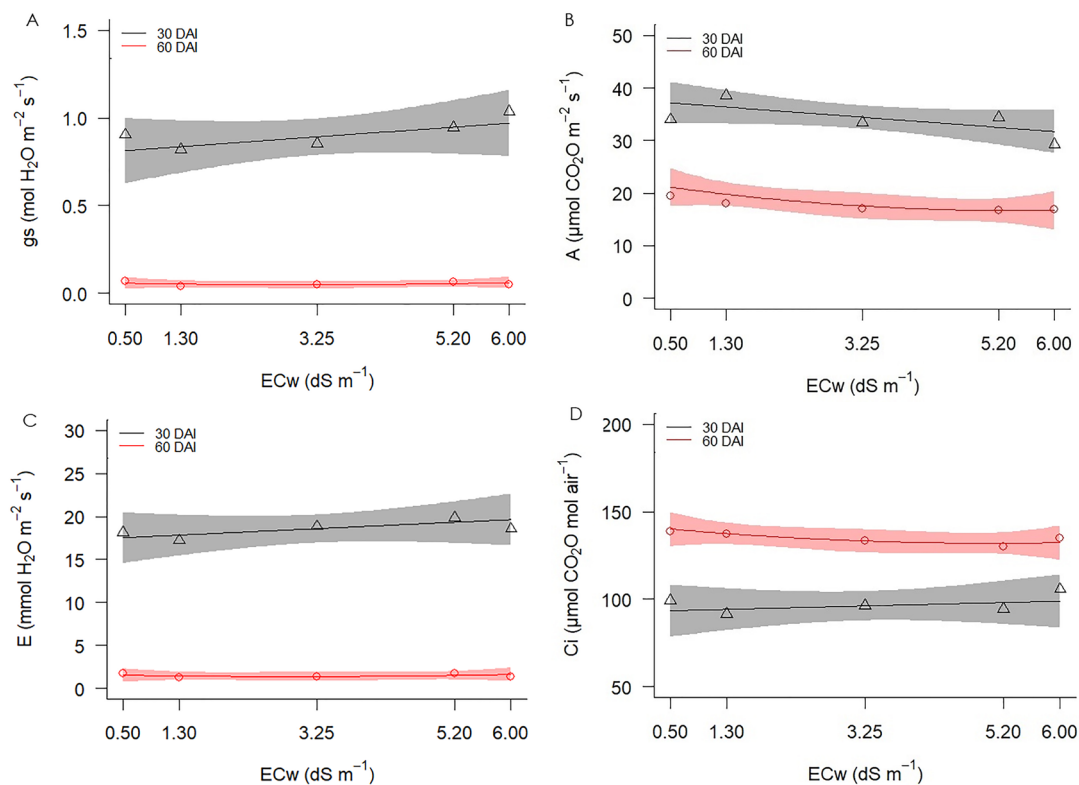 A
30 DAI
60 DAI
gs (mol H₂O m⁻² s⁻¹)
1.5
1.0
0.5
0.0
0.50 1.30 3.25 5.20 6.00
ECw (dS m⁻¹)
B
30 DAI
60 DAI
A (µmol CO₂O m⁻² s⁻¹)
50
40
30
20
10
0
0.50 1.30 3.25 5.20 6.00
ECw (dS m⁻¹)
C
30 DAI
60 DAI
E (mmol H₂O m⁻² s⁻¹)
30
25
20
15
10
5
0
0.50 1.30 3.25 5.20 6.00
ECw (dS m⁻¹)
D
30 DAI
60 DAI
Ci (µmol CO₂O mol air⁻¹)
200
150
100
50
0.50 1.30 3.25 5.20 6.00
ECw (dS m⁻¹)